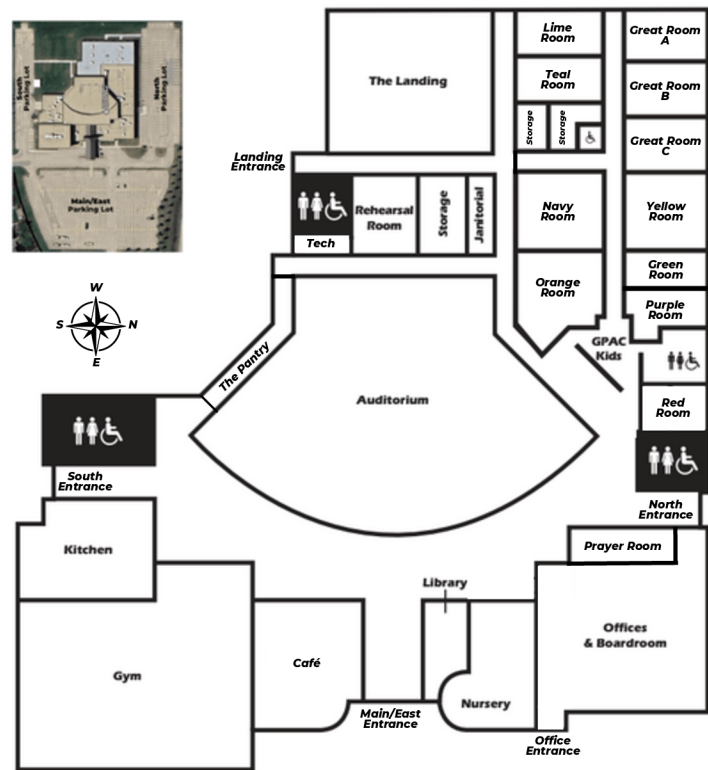 South
Parking Lot
North
Parking Lot
Main/East
Parking Lot
W
S
N
E
The Landing
Lime
Room
Teal
Room
Storage
Storage
Great Room
A
Great Room
B
Great Room
C
Landing
Entrance
Rehearsal
Room
Storage
Janitorial
Tech
Navy
Room
Yellow
Room
Orange
Room
Green
Room
Purple
Room
GPAC
Kids
The Pantry
Auditorium
Red
Room
South
Entrance
North
Entrance
Kitchen
Prayer Room
Library
Offices
& Boardroom
Gym
Café
Nursery
Main/East
Entrance
Office
Entrance